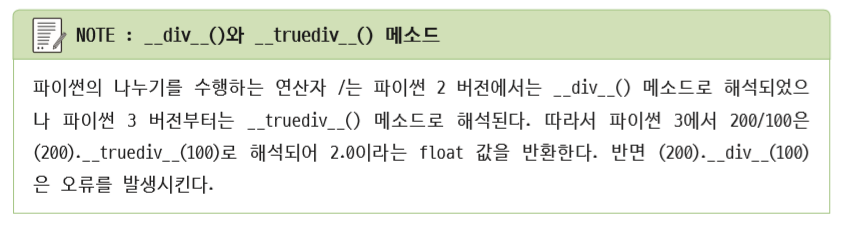 NOTE : __div__()와 __truediv__() 메소드
파이썬의 나누기를 수행하는 연산자 /는 파이썬 2 버전에서는 __div__() 메소드로 해석되었으
나 파이썬 3 버전부터는 __truediv__() 메소드로 해석된다. 따라서 파이썬 3에서 200/100은
(200).__truediv__(100)로 해석되어 2.0이라는 float 값을 반환한다. 반면 (200).__div__(100)
은 오류를 발생시킨다.